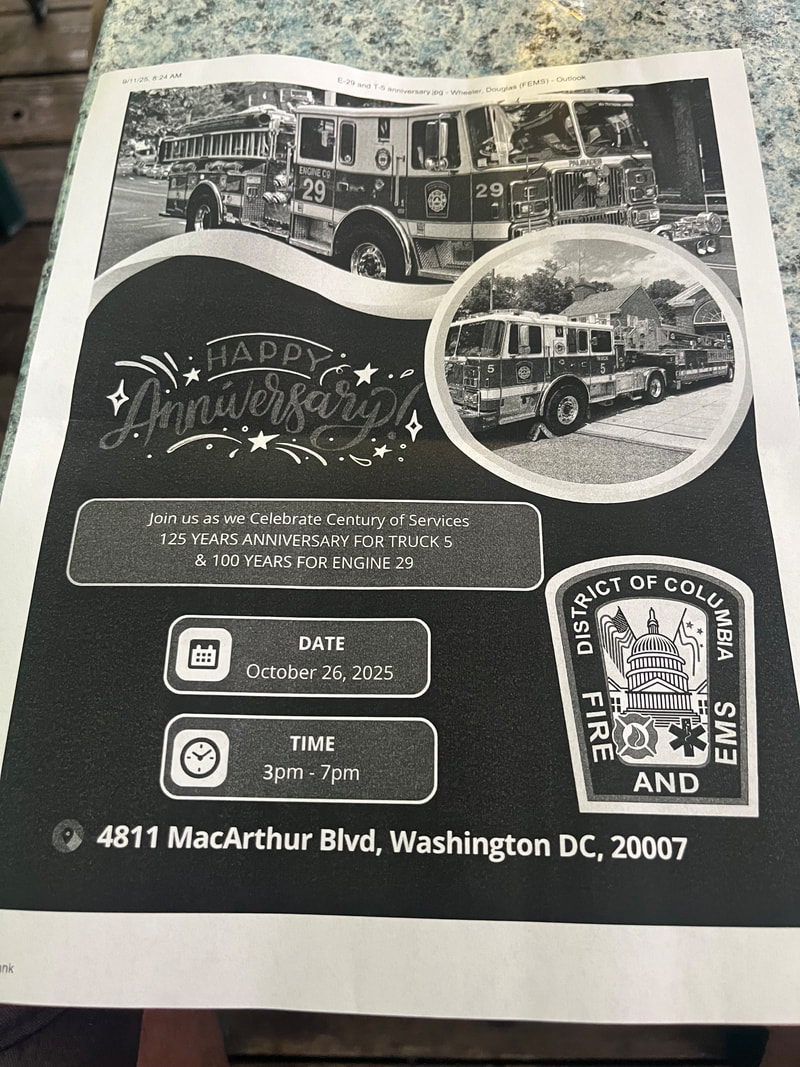 9/11/25, 8:24 AM
E-29 and T-5 anniversary.jpg - Wheeler, Douglas (FEMS) - Outlook
PALISADES
ENGINE CO
29
29
5
5
HAPPY
Anniversary!
Join us as we Celebrate Century of Services
125 YEARS ANNIVERSARY FOR TRUCK 5
& 100 YEARS FOR ENGINE 29
DATE
October 26, 2025
TIME
3pm - 7pm
DISTRICT OF COLUMBIA
FIRE
AND
EMS
4811 MacArthur Blvd, Washington DC, 20007